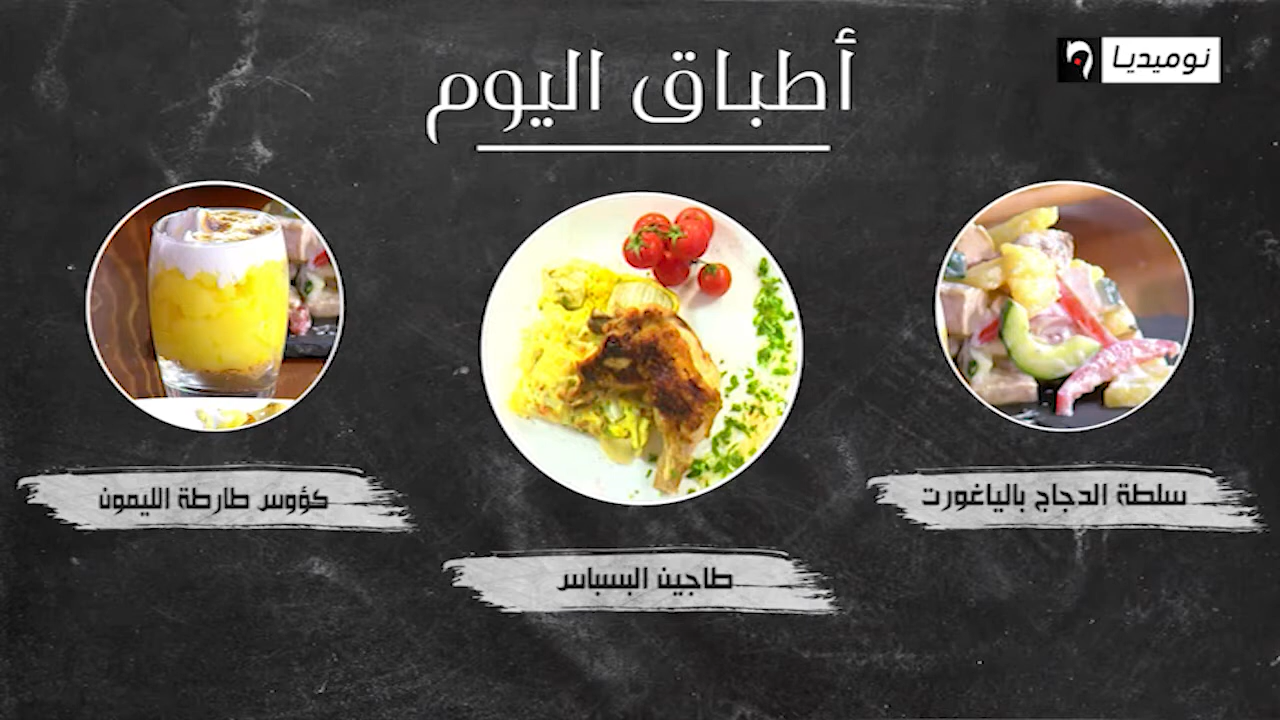 نوميديا
أطباق اليوم
سلطة الدجاج بالياغورت
طاجين البسباس
كؤوس طارطة الليمون